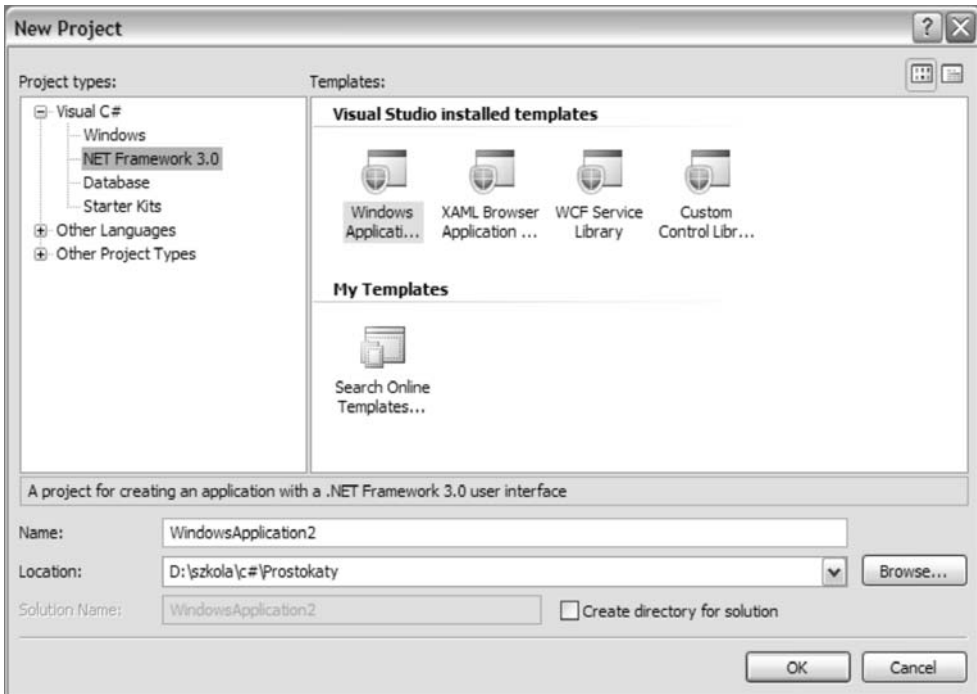 New Project
Project types:
Templates:
Visual C#
Windows
NET Framework 3.0
Database
Starter Kits
Other Languages
Other Project Types
Visual Studio installed templates
Windows Applicati...
XAML Browser Application ...
WCF Service Library
Custom Control Libr...
My Templates
Search Online Templates...
A project for creating an application with a .NET Framework 3.0 user interface
Name:
WindowsApplication2
Location:
D:\szkola\c#\Prostokaty
Browse...
Solution Name:
WindowsApplication2
Create directory for solution
OK
Cancel